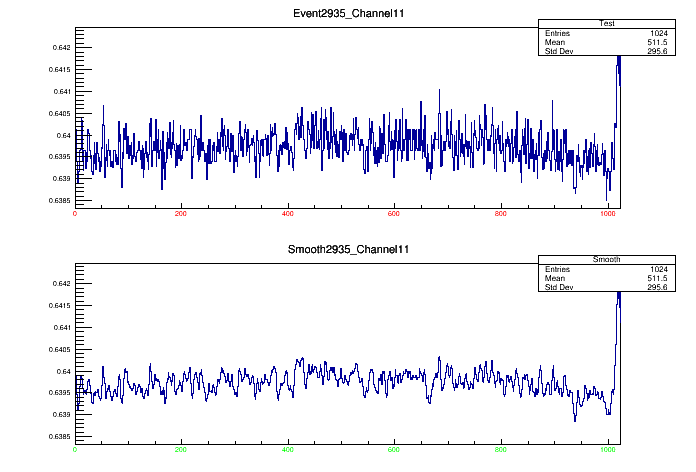 Event2935_Channel11
Test
Entries 1024
Mean 511.5
Std Dev 295.6
0.642
0.6415
0.641
0.6405
0.64
0.6395
0.639
0.6385
0 200 400 600 800 1000
Smooth2935_Channel11
Smooth
Entries 1024
Mean 511.5
Std Dev 295.6
0.642
0.6415
0.641
0.6405
0.64
0.6395
0.639
0.6385
0 200 400 600 800 1000